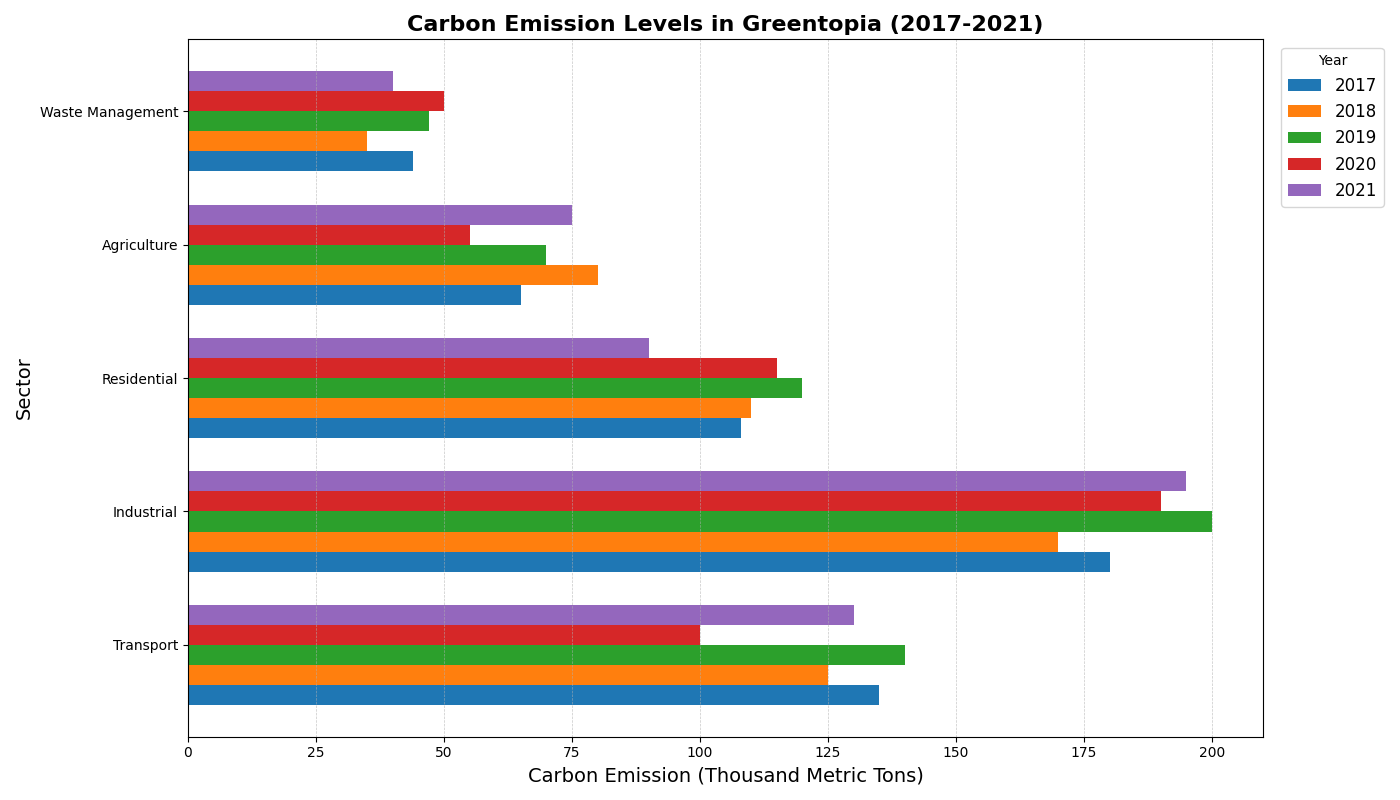 Carbon Emission Levels in Greentopia (2017-2021)
Year
2017
2018
2019
2020
2021
Waste Management
Agriculture
Residential
Industrial
Transport
Sector
0 25 50 75 100 125 150 175 200
Carbon Emission (Thousand Metric Tons)